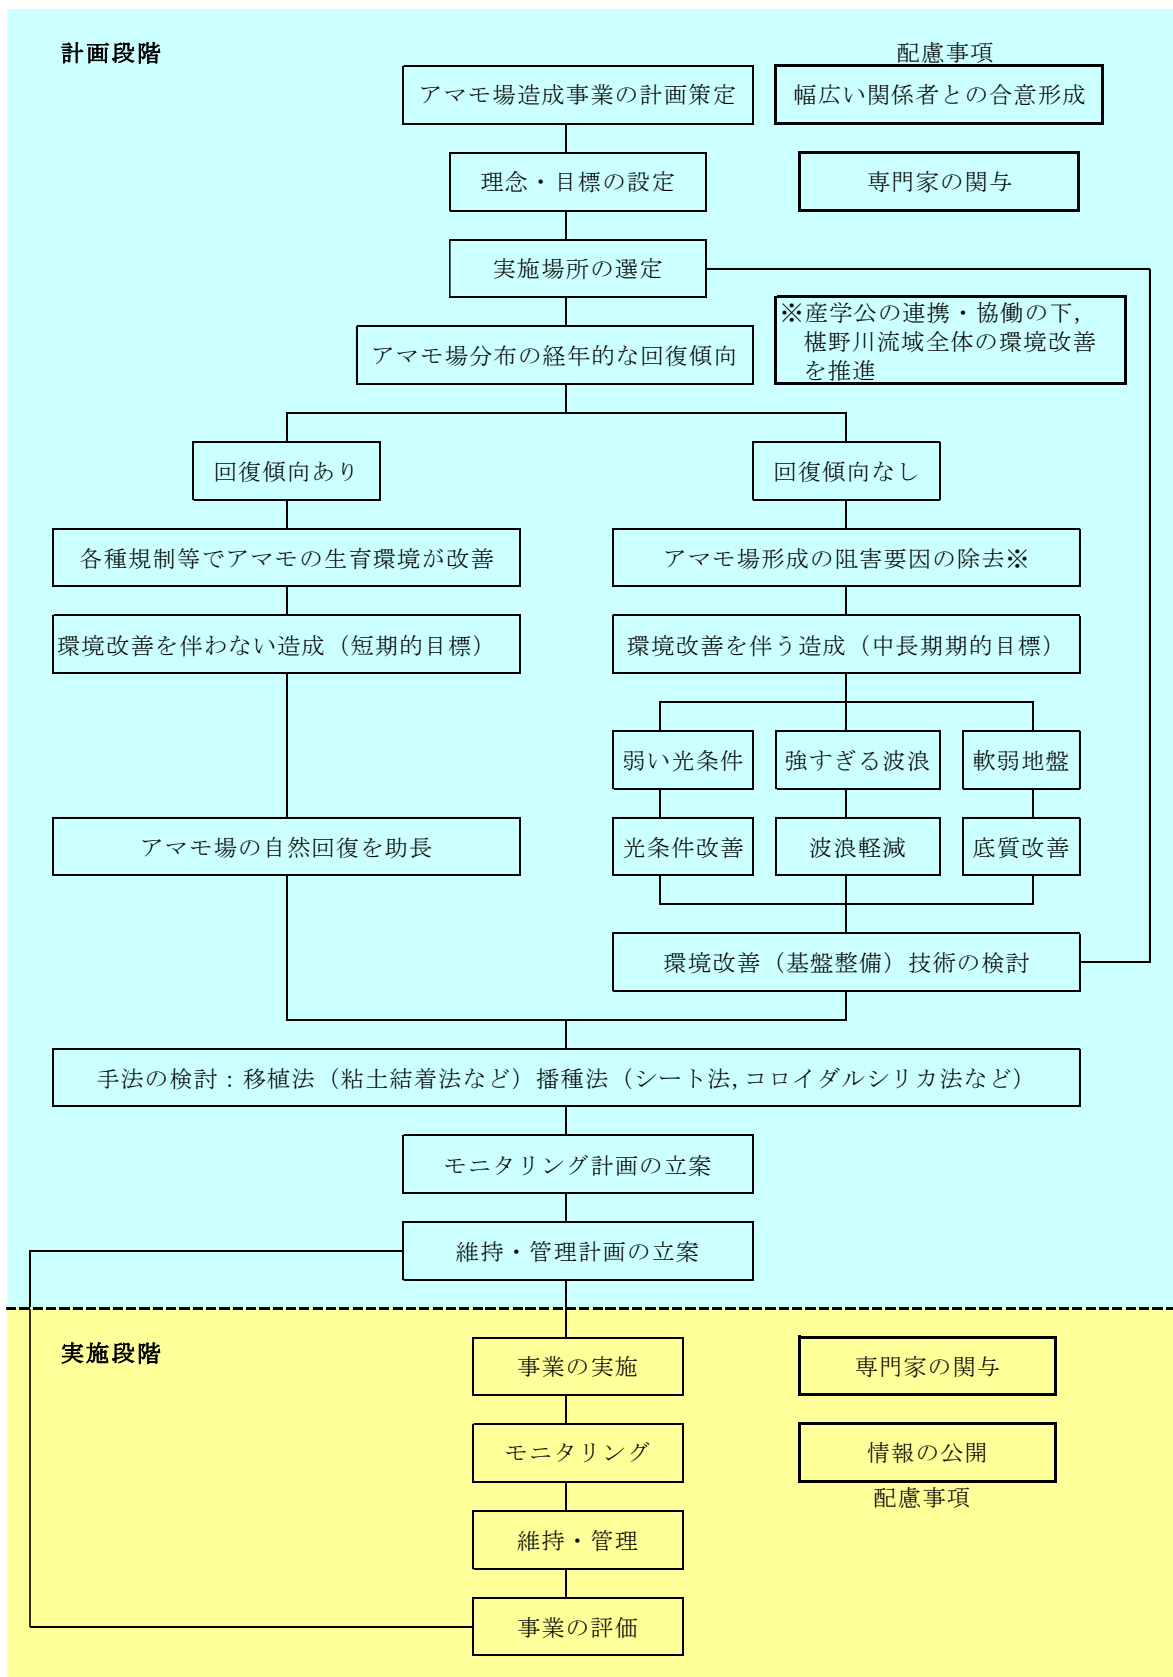 計画段階
配慮事項
アマモ場造成事業の計画策定
幅広い関係者との合意形成
理念・目標の設定
専門家の関与
実施場所の選定
※産学公の連携・協働の下,
椹野川流域全体の環境改善
を推進
アマモ場分布の経年的な回復傾向
回復傾向あり
回復傾向なし
各種規制等でアマモの生育環境が改善
アマモ場形成の阻害要因の除去※
環境改善を伴わない造成（短期的目標）
環境改善を伴う造成（中長期期的目標）
弱い光条件
強すぎる波浪
軟弱地盤
アマモ場の自然回復を助長
光条件改善
波浪軽減
底質改善
環境改善（基盤整備）技術の検討
手法の検討：移植法（粘土結着法など）播種法（シート法,コロイダルシリカ法など）
モニタリング計画の立案
維持・管理計画の立案
実施段階
事業の実施
専門家の関与
モニタリング
情報の公開
配慮事項
維持・管理
事業の評価